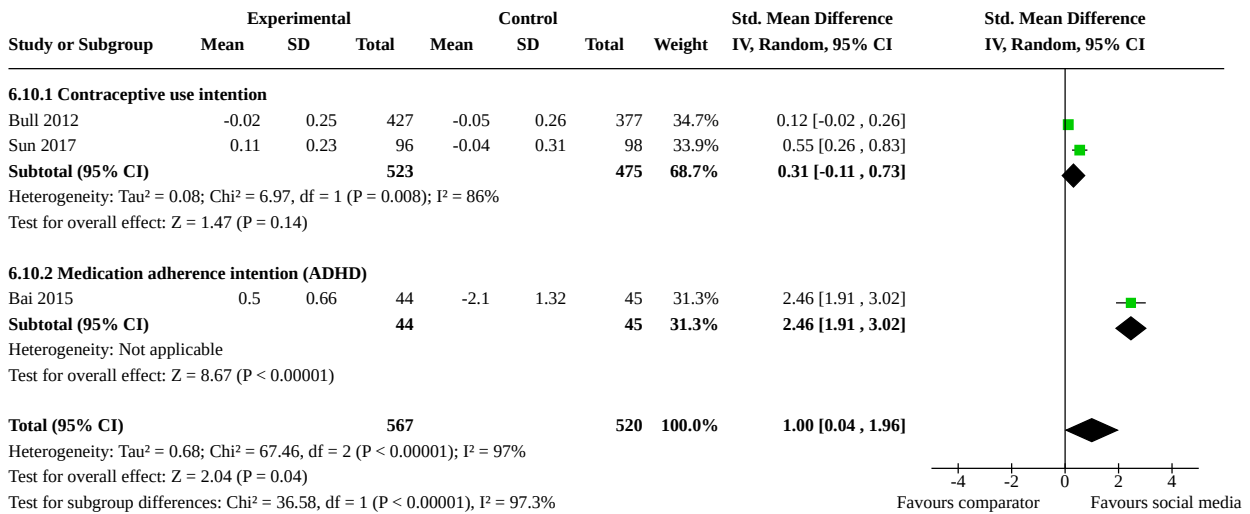 Experimental Control Std. Mean Difference Std. Mean Difference
Study or Subgroup Mean SD Total Mean SD Total Weight IV, Random, 95% CI IV, Random, 95% CI
6.10.1 Contraceptive use intention
Bull 2012 -0.02 0.25 427 -0.05 0.26 377 34.7% 0.12 [-0.02 , 0.26]
Sun 2017 0.11 0.23 96 -0.04 0.31 98 33.9% 0.55 [0.26 , 0.83]
Subtotal (95% CI) 523 475 68.7% 0.31 [-0.11 , 0.73]
Heterogeneity: Tau² = 0.08; Chi² = 6.97, df = 1 (P = 0.008); I² = 86%
Test for overall effect: Z = 1.47 (P = 0.14)
6.10.2 Medication adherence intention (ADHD)
Bai 2015 0.5 0.66 44 -2.1 1.32 45 31.3% 2.46 [1.91 , 3.02]
Subtotal (95% CI) 44 45 31.3% 2.46 [1.91 , 3.02]
Heterogeneity: Not applicable
Test for overall effect: Z = 8.67 (P < 0.00001)
Total (95% CI) 567 520 100.0% 1.00 [0.04 , 1.96]
Heterogeneity: Tau² = 0.68; Chi² = 67.46, df = 2 (P < 0.00001); I² = 97%
Test for overall effect: Z = 2.04 (P = 0.04)
-4 -2 0 2 4
Test for subgroup differences: Chi² = 36.58, df = 1 (P < 0.00001), I² = 97.3%
Favours comparator Favours social media